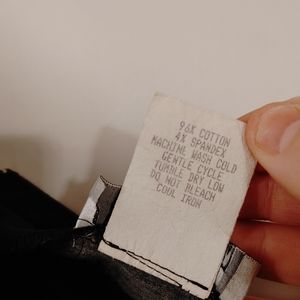 96% COTTON
4% SPANDEX
MACHINE WASH COLD
GENTLE CYCLE
TUMBLE DRY LOW
DO NOT BLEACH
COOL IRON